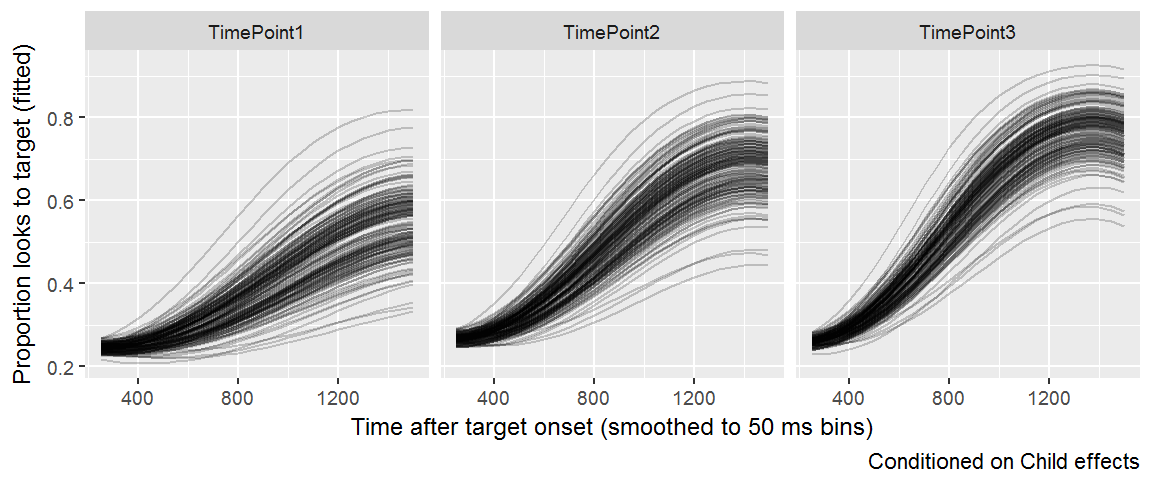 TimePoint1 TimePoint2 TimePoint3
Proportion looks to target (fitted)
0.8
0.6
0.4
0.2
400 800 1200 400 800 1200 400 800 1200
Time after target onset (smoothed to 50 ms bins)
Conditioned on Child effects